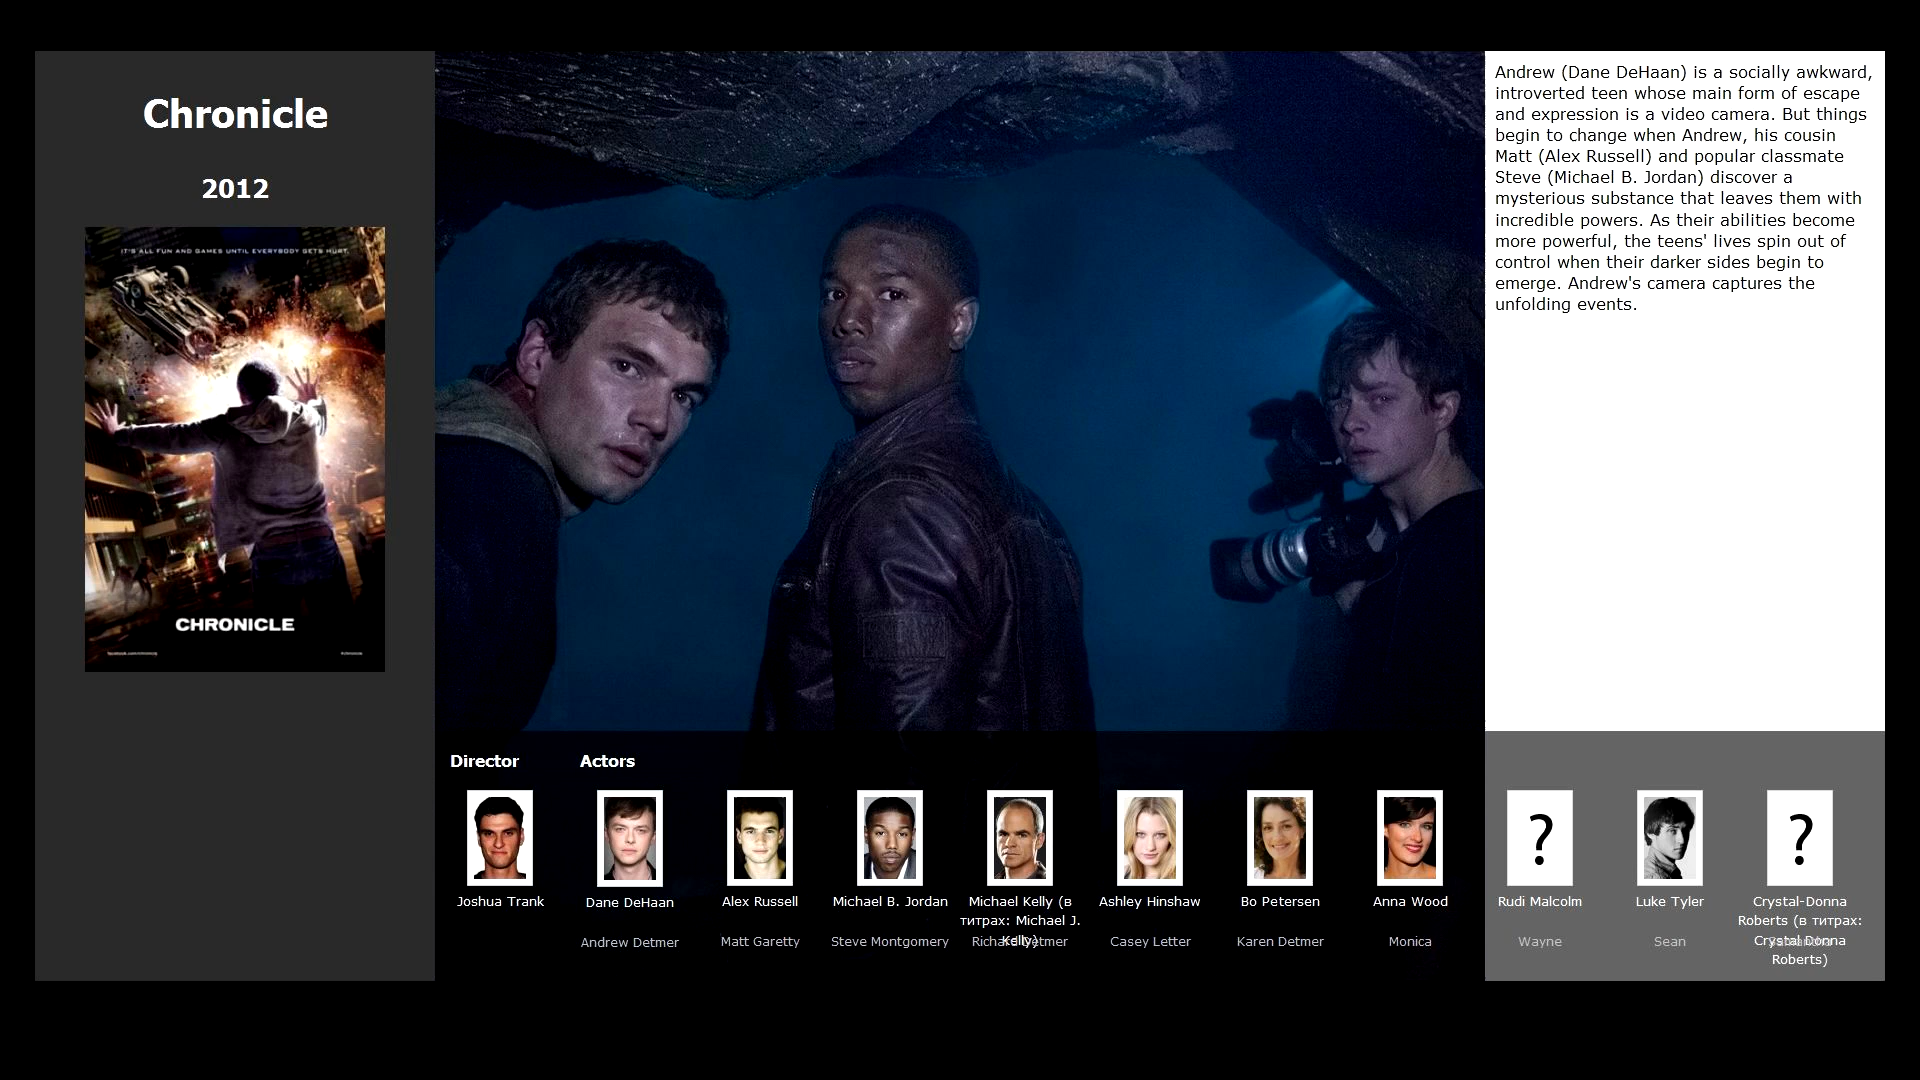 Chronicle
2012
IT'S ALL FUN AND GAMES UNTIL EVERYBODY GETS HURT.
CHRONICLE
Andrew (Dane DeHaan) is a socially awkward,
introverted teen whose main form of escape
and expression is a video camera. But things
begin to change when Andrew, his cousin
Matt (Alex Russell) and popular classmate
Steve (Michael B. Jordan) discover a
mysterious substance that leaves them with
incredible powers. As their abilities become
more powerful, the teens' lives spin out of
control when their darker sides begin to
emerge. Andrew's camera captures the
unfolding events.
Director
Actors
Joshua Trank
Dane DeHaan
Andrew Detmer
Alex Russell
Matt Garetty
Michael B. Jordan
Steve Montgomery
Michael Kelly (в
титрах: Michael J.
Kelly)
Richard Detmer
Ashley Hinshaw
Casey Letter
Bo Petersen
Karen Detmer
Anna Wood
Monica
?
Rudi Malcolm
Wayne
Luke Tyler
Sean
?
Crystal-Donna
Roberts (в титрах:
Crystal Donna
Roberts)